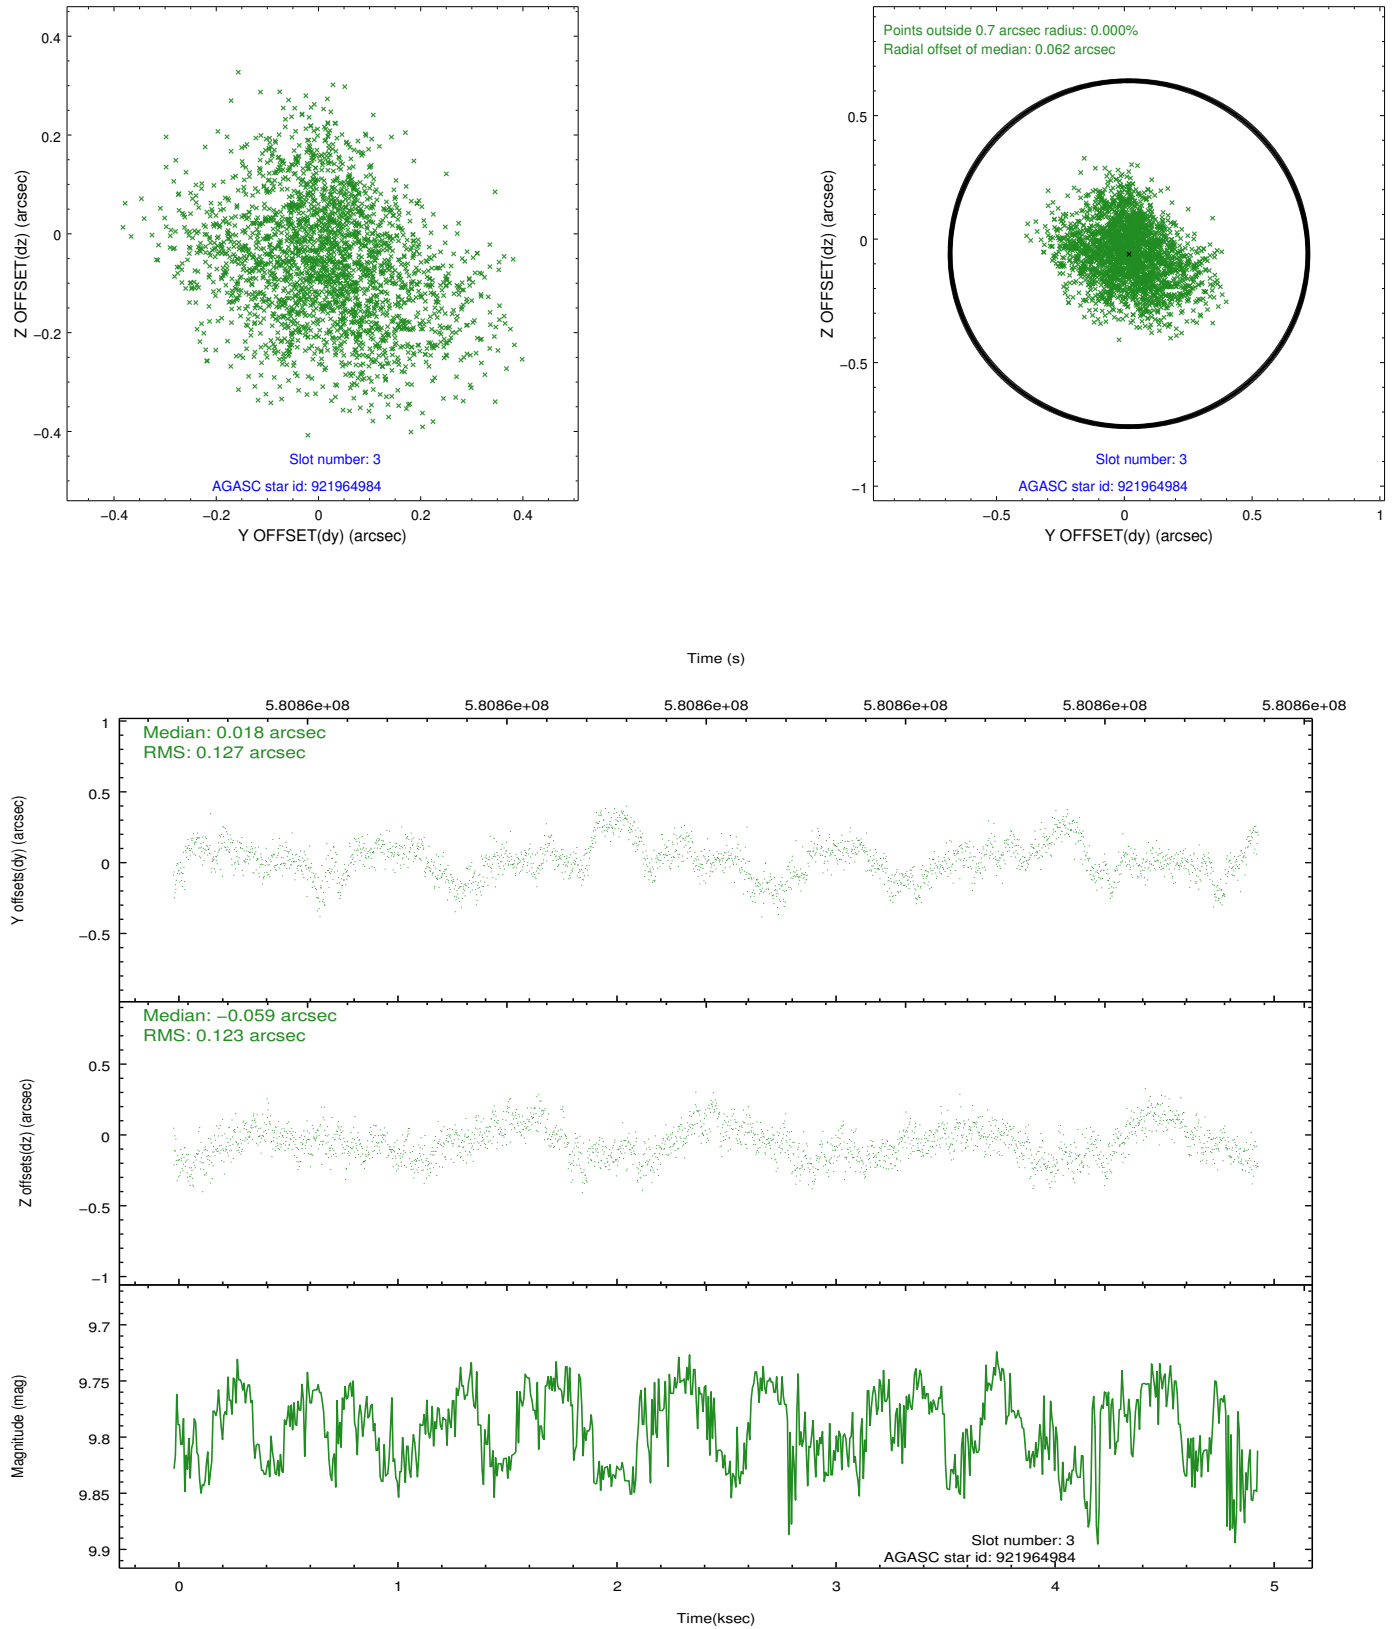 0.4
0.2
0
−0.2
−0.4
Z OFFSET(dz) (arcsec)
Slot number: 3
AGASC star id: 921964984
−0.4
−0.2
0
0.2
0.4
Y OFFSET(dy) (arcsec)
Points outside 0.7 arcsec radius: 0.000%
Radial offset of median: 0.062 arcsec
0.5
0
−0.5
−1
Z OFFSET(dz) (arcsec)
Slot number: 3
AGASC star id: 921964984
−0.5
0
0.5
1
Y OFFSET(dy) (arcsec)
Time (s)
5.8086e+08
5.8086e+08
5.8086e+08
5.8086e+08
5.8086e+08
5.8086e+08
Median: 0.018 arcsec
RMS: 0.127 arcsec
1
0.5
0
−0.5
Y offsets(dy) (arcsec)
Median: −0.059 arcsec
RMS: 0.123 arcsec
0.5
0
−0.5
−1
Z offsets(dz) (arcsec)
9.7
9.75
9.8
9.85
9.9
Magnitude (mag)
Slot number: 3
AGASC star id: 921964984
0
1
2
3
4
5
Time(ksec)